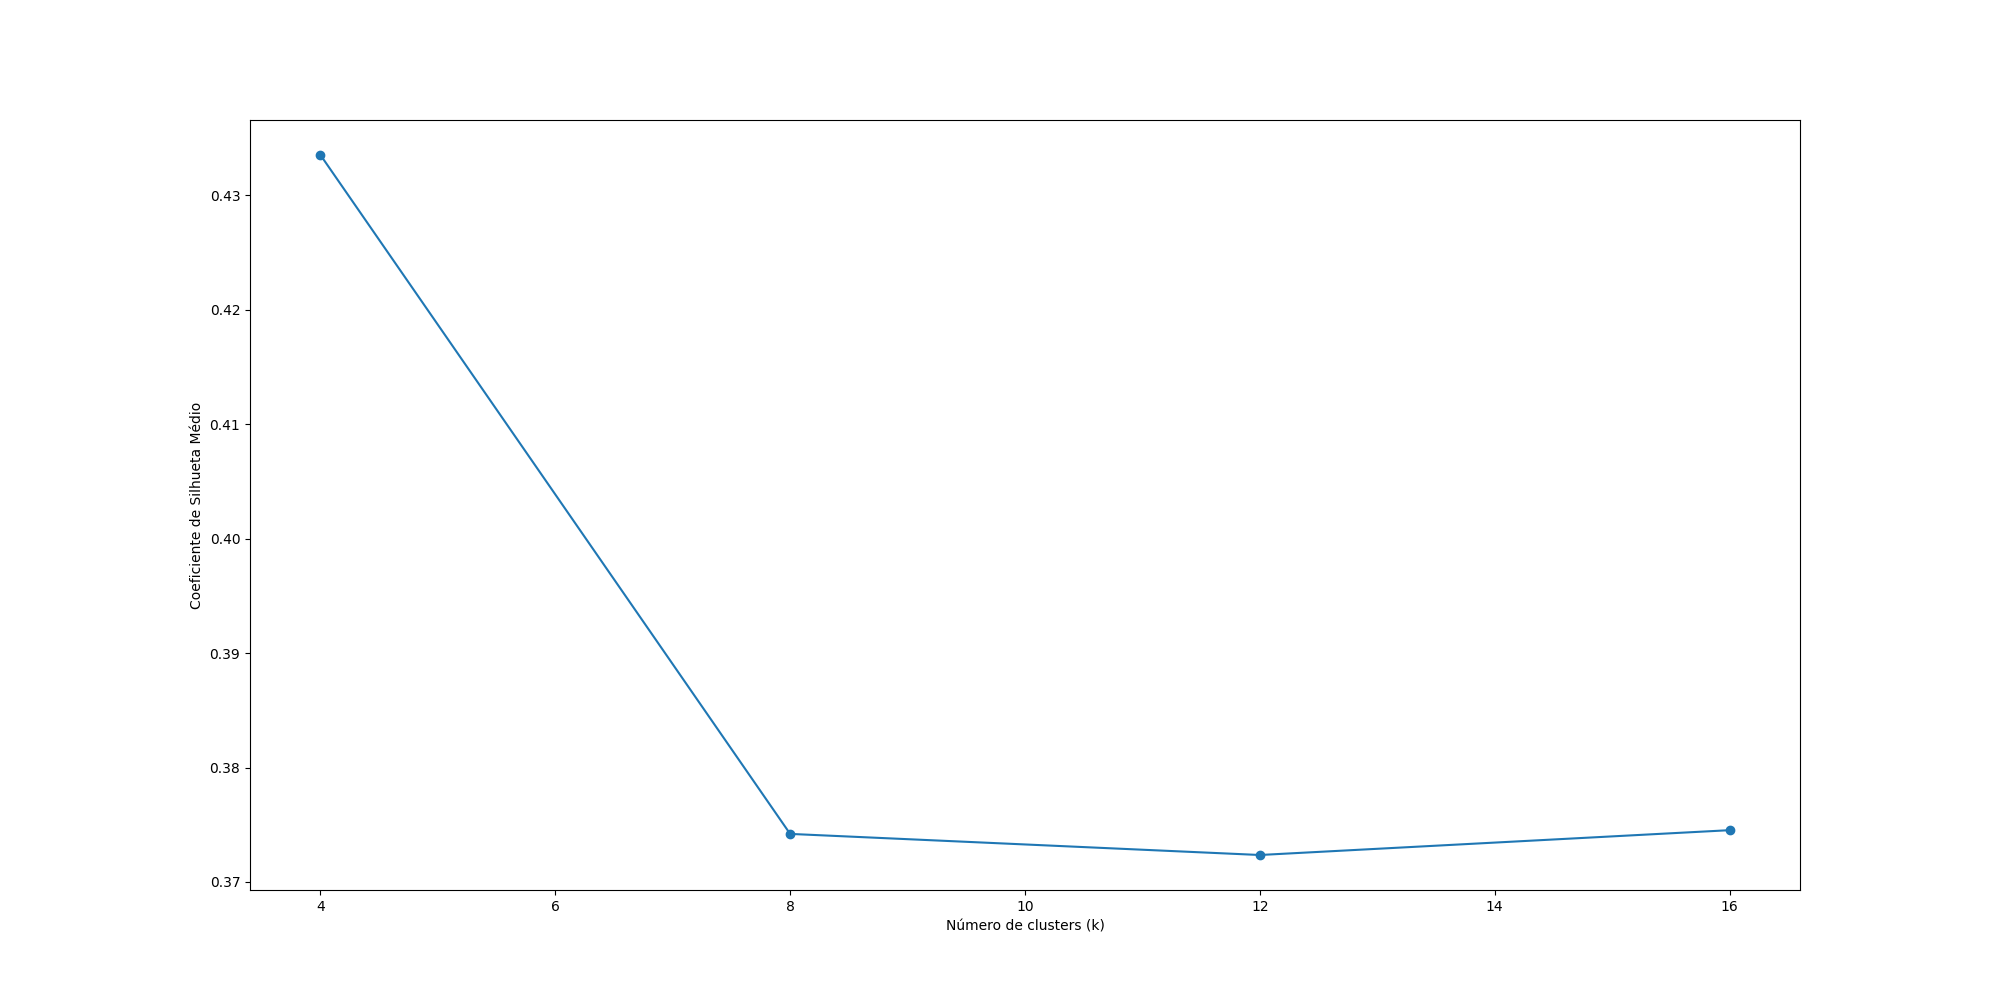 0.43
0.42
0.41
0.40
0.39
0.38
0.37
Coeficiente de Silhueta Médio
4 6 8 10 12 14 16
Número de clusters (k)